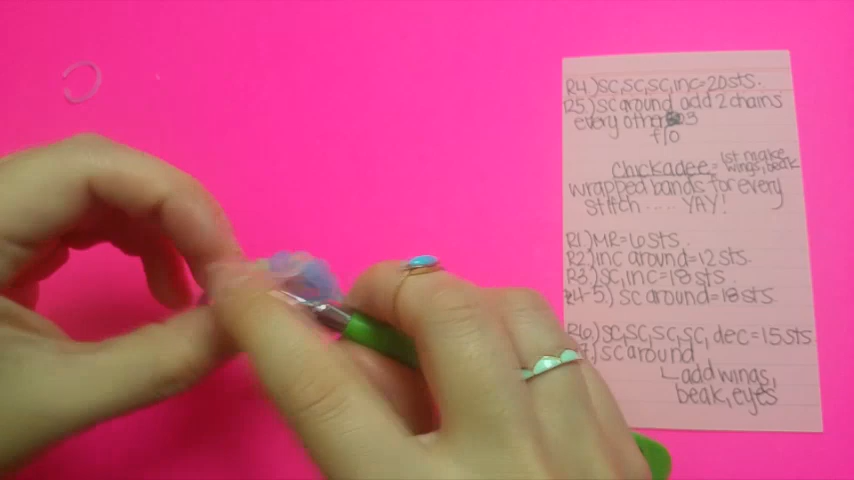 R4) sc, sc, sc, inc = 20 sts.
R5) sc around add 2 chains
every other 3
f/o
Chickadee = 1st make
wings, beak
wrapped bands for every
stitch .... YAY!
R1.) MR = 6 sts.
R2) inc around = 12 sts.
R3.) sc, inc = 18 sts
R4-5) sc around = 18 sts
R6) sc, sc, sc, sc, dec = 15 sts
7.) sc around
add wings,
beak, eyes